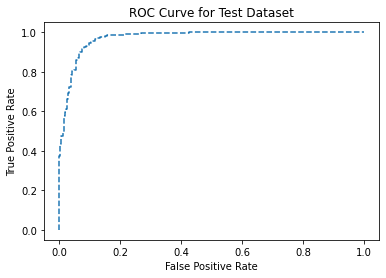 ROC Curve for Test Dataset
1.0
0.8
0.6
0.4
0.2
0.0
True Positive Rate
0.0 0.2 0.4 0.6 0.8 1.0
False Positive Rate